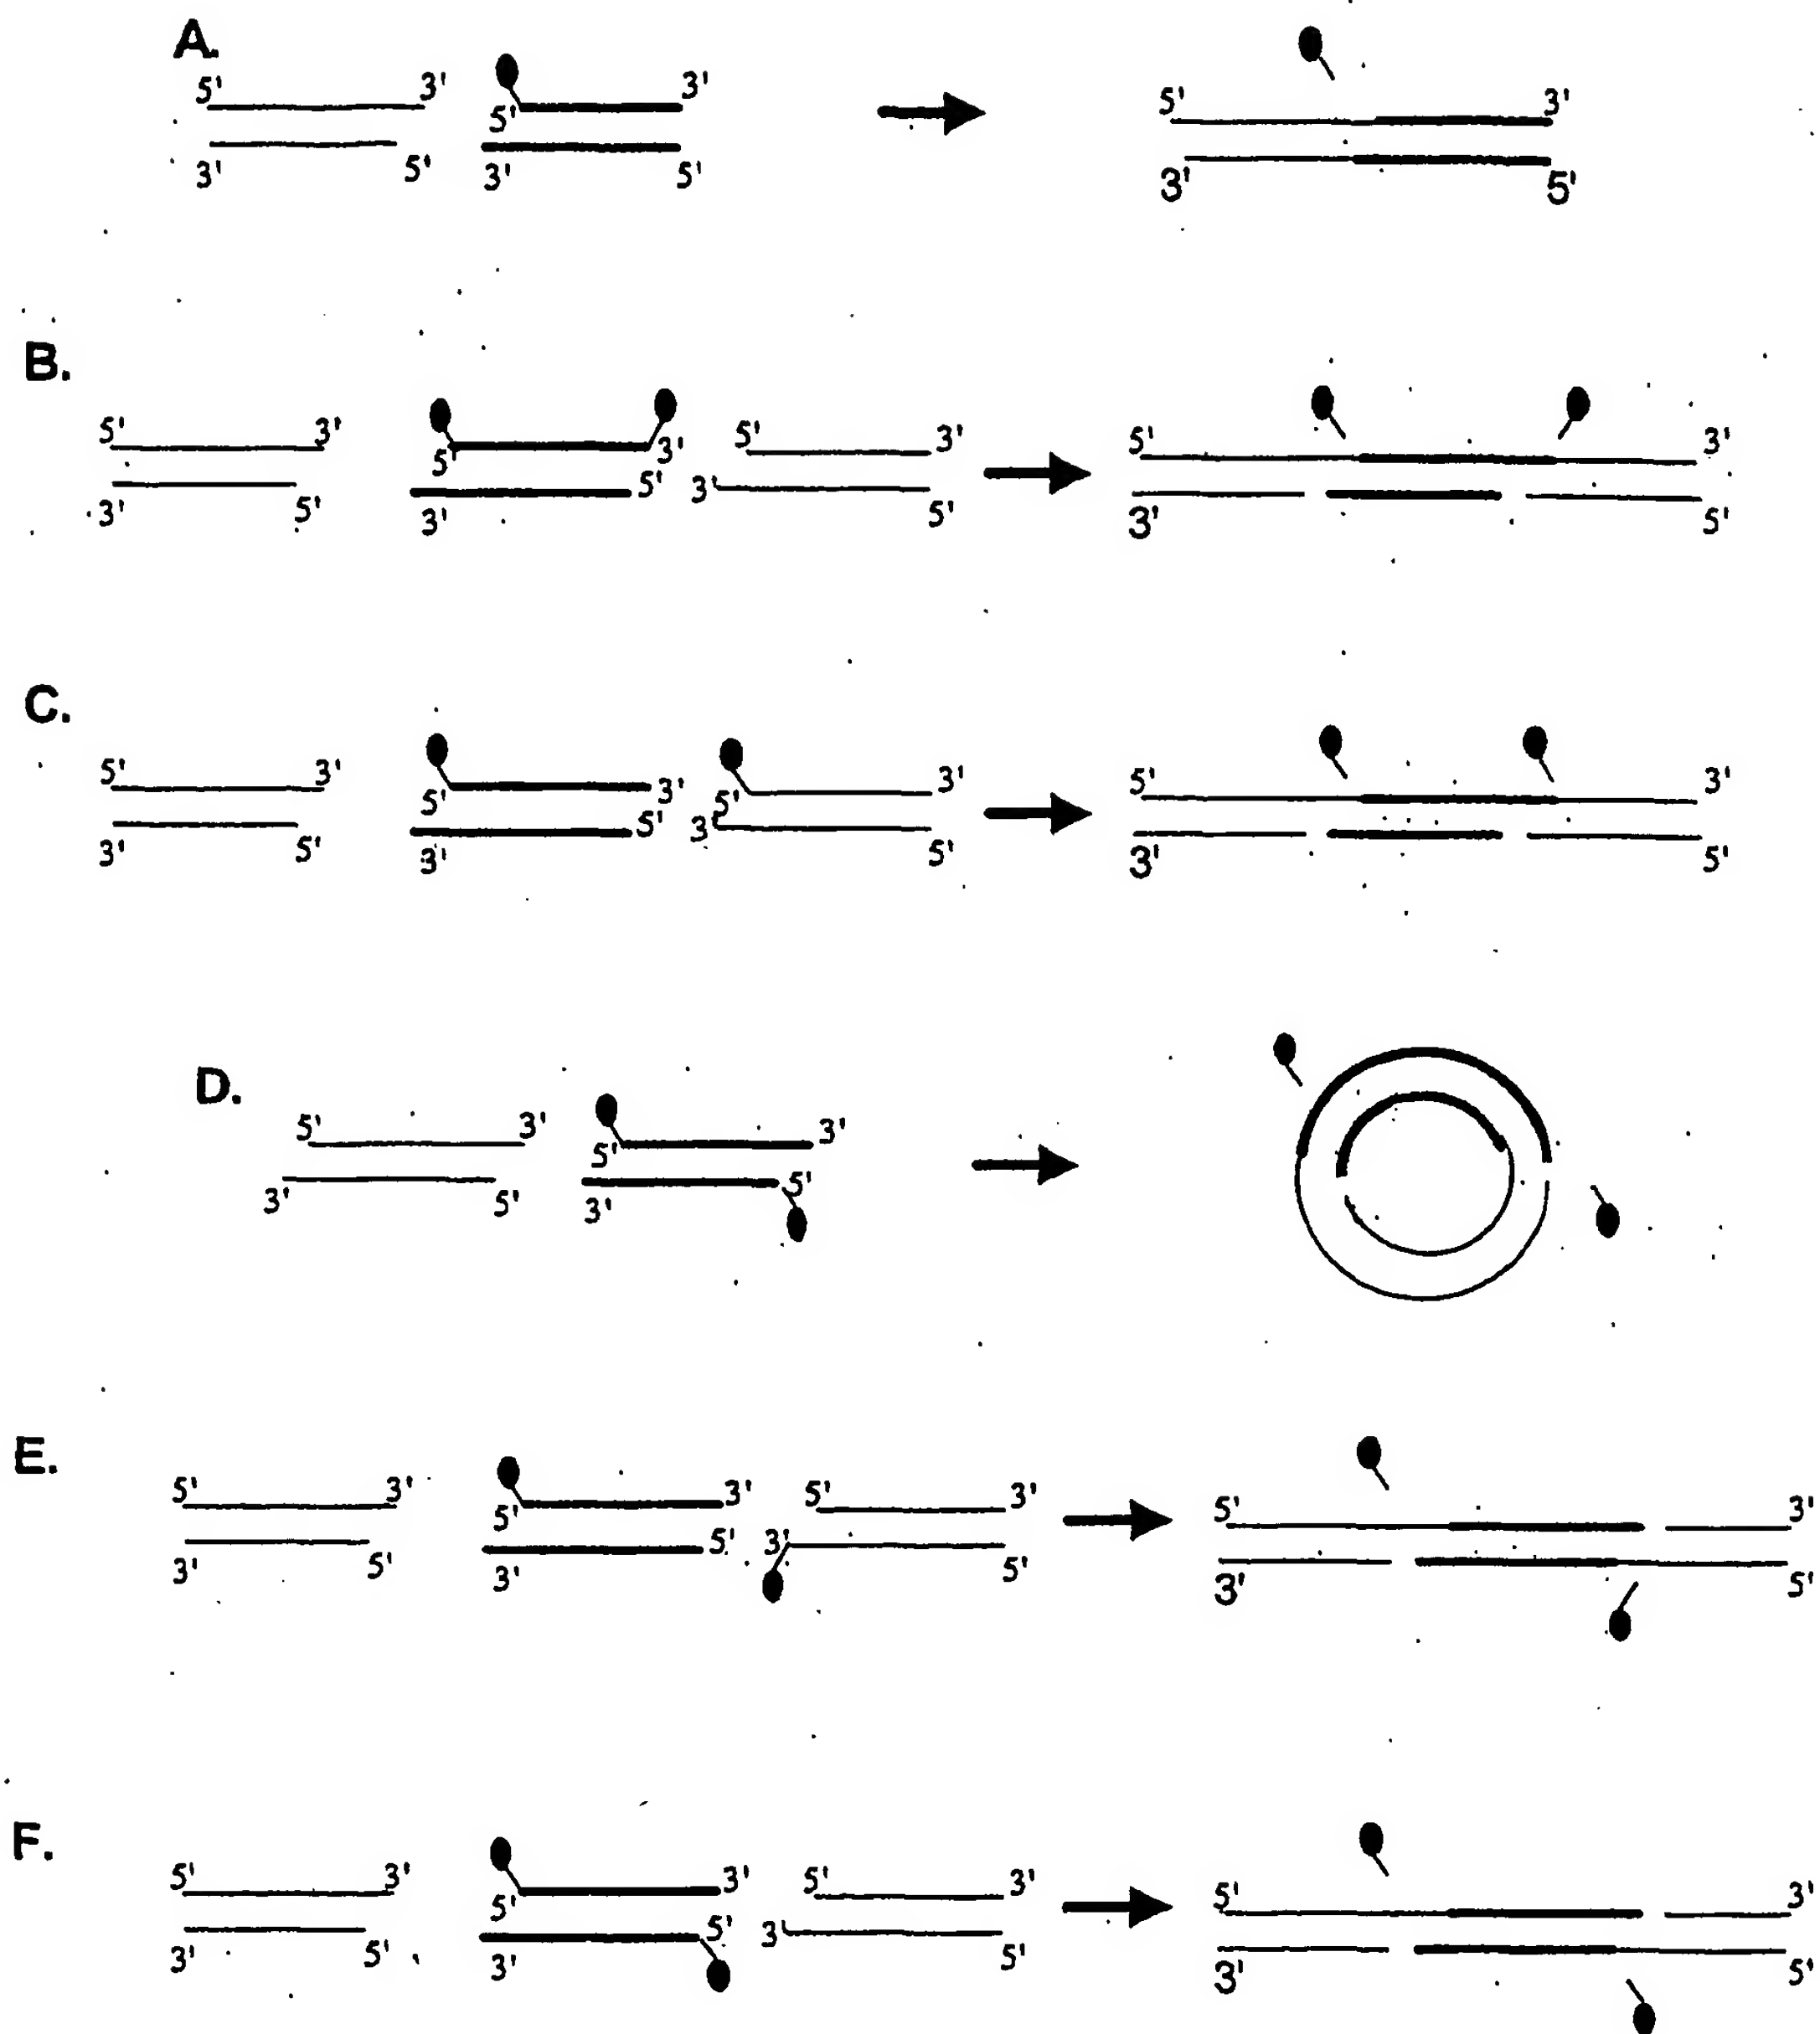 A.
5' 3' 5' 3' 5' 3'
3' 5' 3' 5' 3' 5'
B.
5' 3' 5' 3' 5' 3' 5' 3'
3' 5' 3' 5' 3' 5' 3' 5'
C.
5' 3' 5' 3' 5' 3' 5' 3'
3' 5' 3' 5' 3 5' 3' 5'
D.
5' 3' 5' 3'
3' 5' 3' 5'
E.
5' 3' 5' 3' 5' 3' 5' 3'
3' 5' 3' 5' 3' 5' 3' 5'
F.
5' 3' 5' 3' 5' 3' 5' 3'
3' 5' 3' 5' 3' 5' 3' 5'